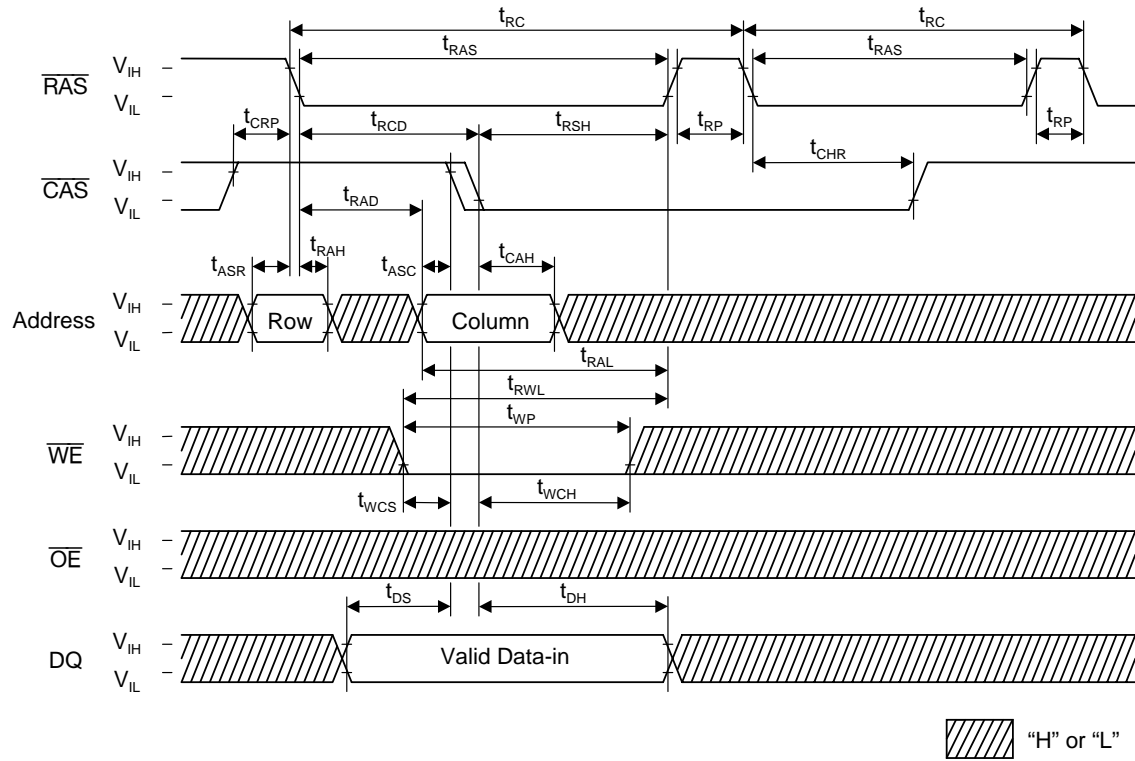 tRC tRC
tRAS tRAS
VIH
RAS
VIL
tCRP tRCD tRSH tRP tRP
tCHR
VIH
CAS
VIL
tRAD
tASR tRAH tASC tCAH
VIH
Address Row Column
VIL
tRAL
tRWL
tWP
VIH
WE
VIL
tWCS tWCH
VIH
OE
VIL
tDS tDH
VIH
DQ Valid Data-in
VIL
“H” or “L”